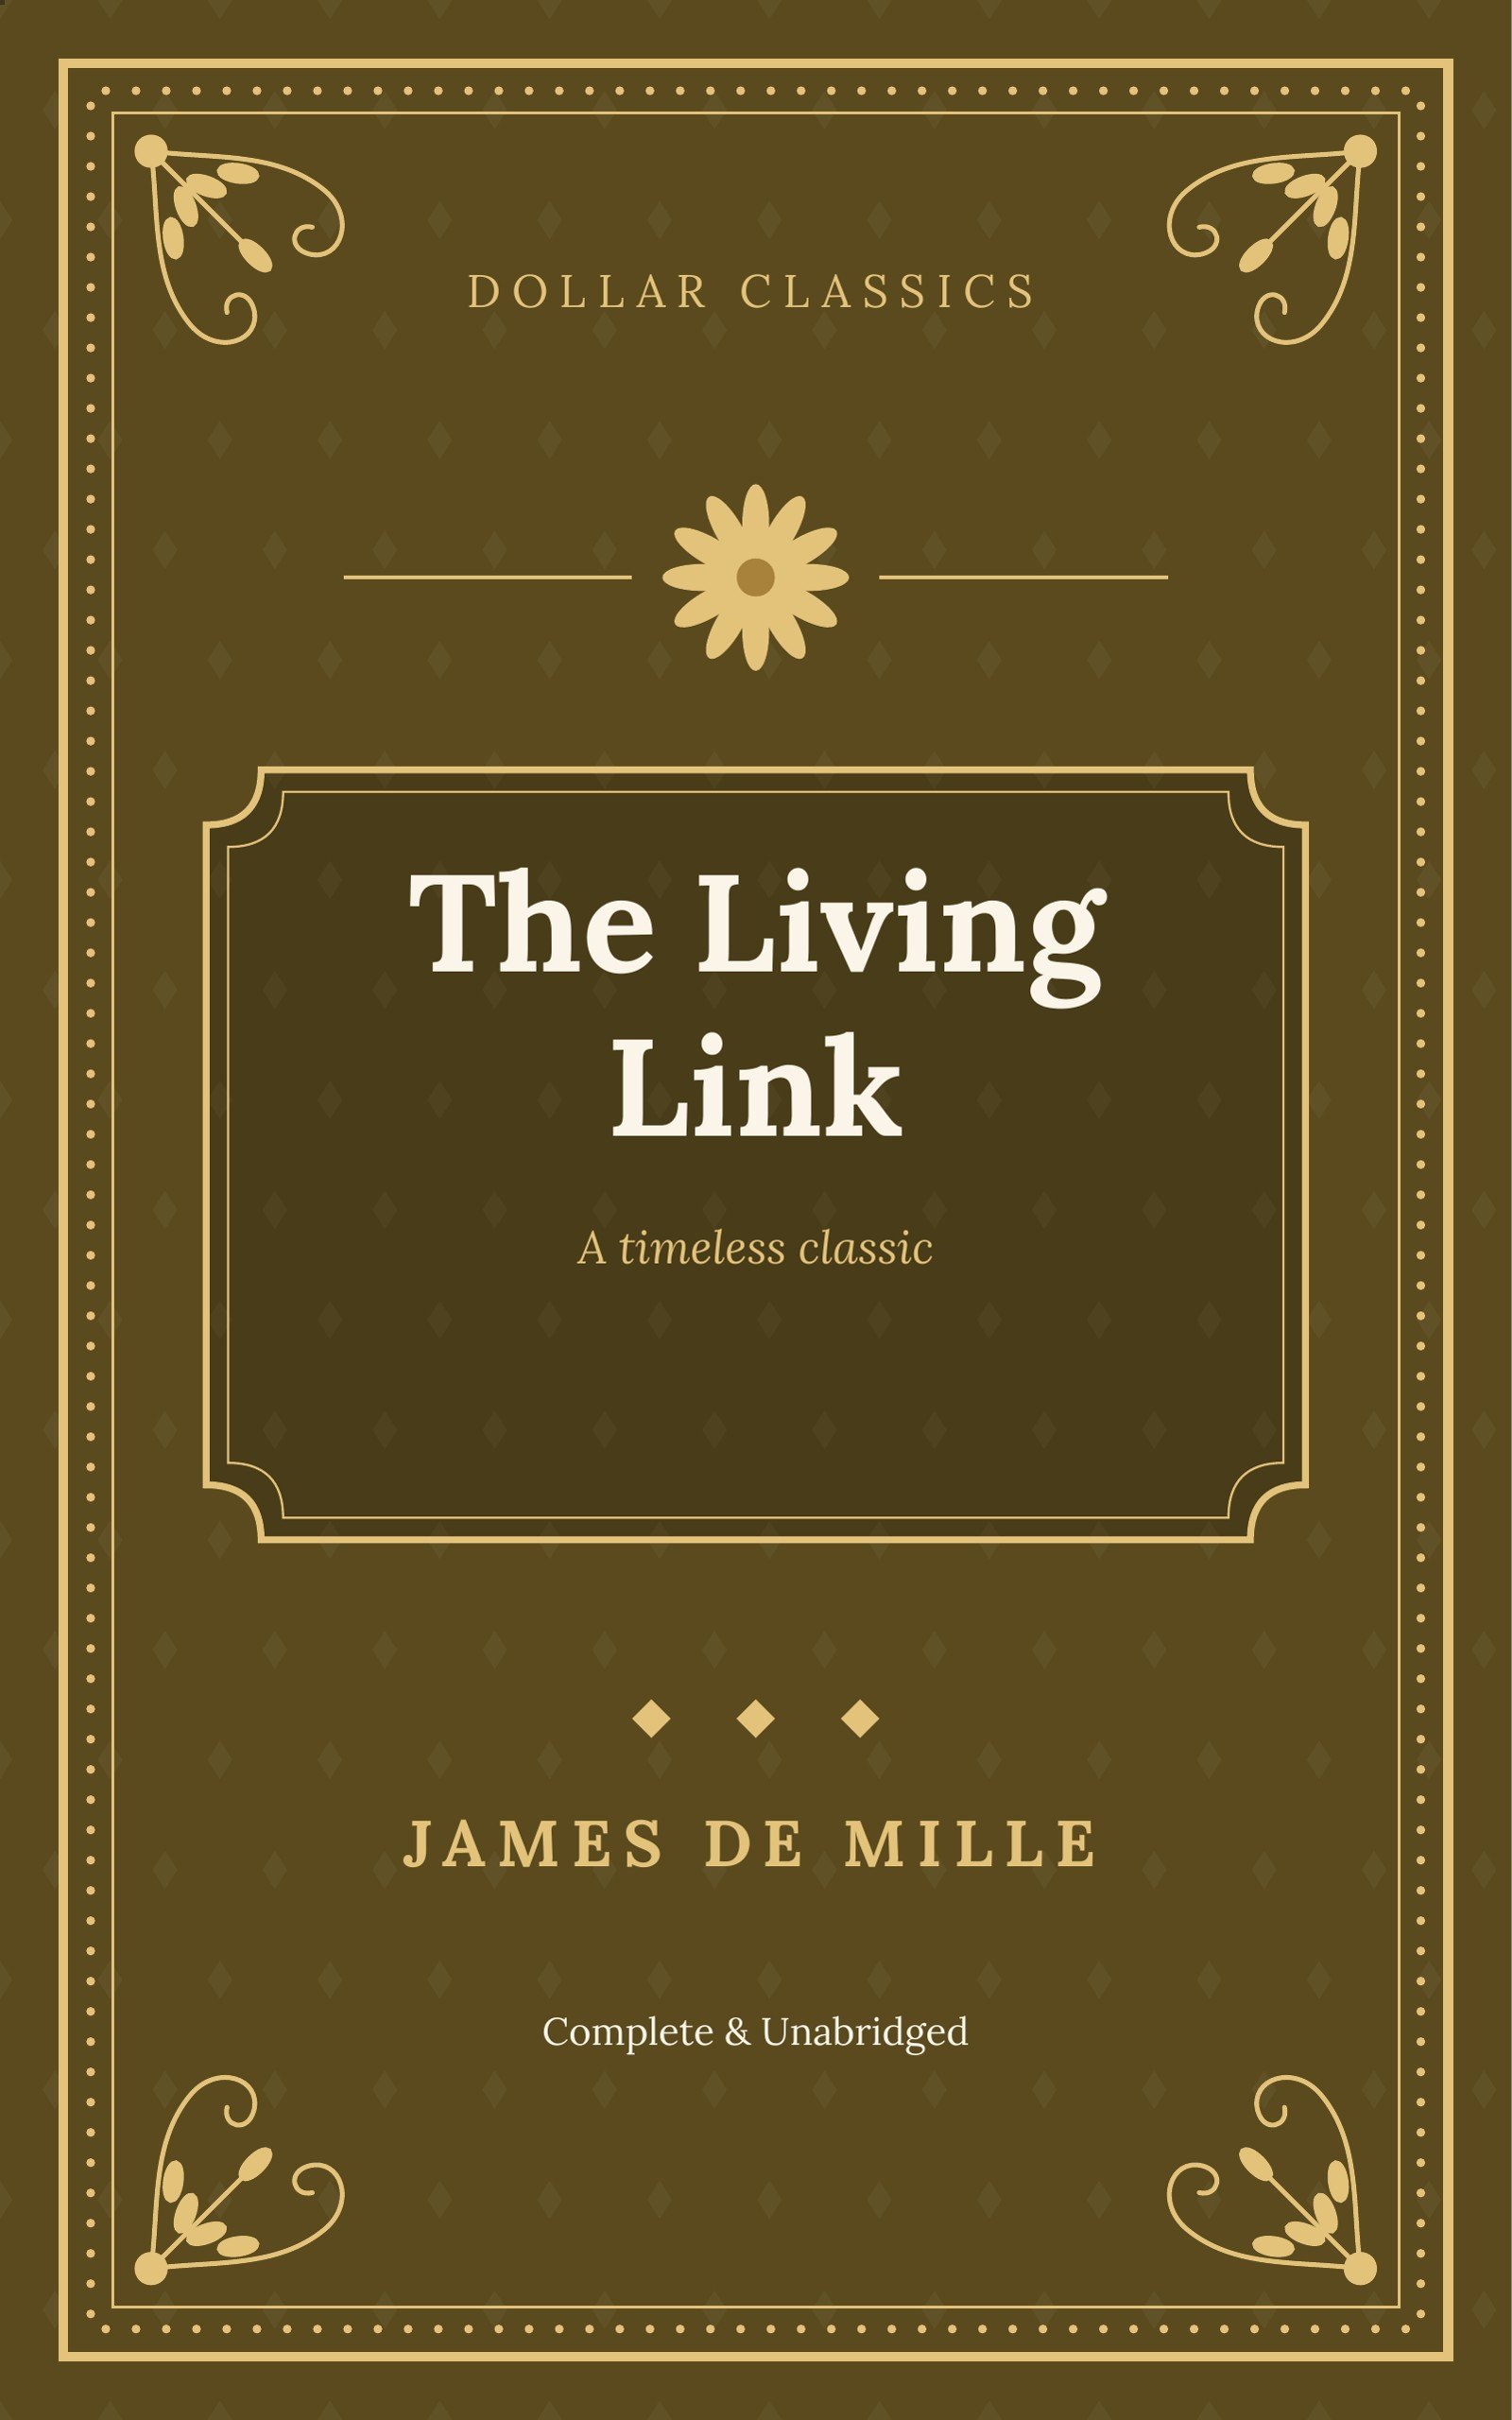 DOLLAR CLASSICS
The Living
Link
A timeless classic
JAMES DE MILLE
Complete & Unabridged